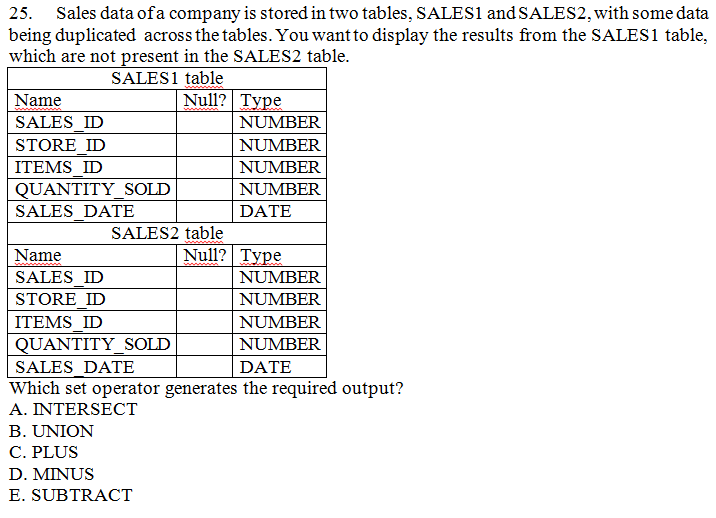 25. Sales data of a company is stored in two tables, SALES1 and SALES2, with some data
being duplicated across the tables. You want to display the results from the SALES1 table,
which are not present in the SALES2 table.
SALES1 table
Name Null? Type
SALES_ID NUMBER
STORE_ID NUMBER
ITEMS_ID NUMBER
QUANTITY_SOLD NUMBER
SALES_DATE DATE
SALES2 table
Name Null? Type
SALES_ID NUMBER
STORE_ID NUMBER
ITEMS_ID NUMBER
QUANTITY_SOLD NUMBER
SALES_DATE DATE
Which set operator generates the required output?
A. INTERSECT
B. UNION
C. PLUS
D. MINUS
E. SUBTRACT